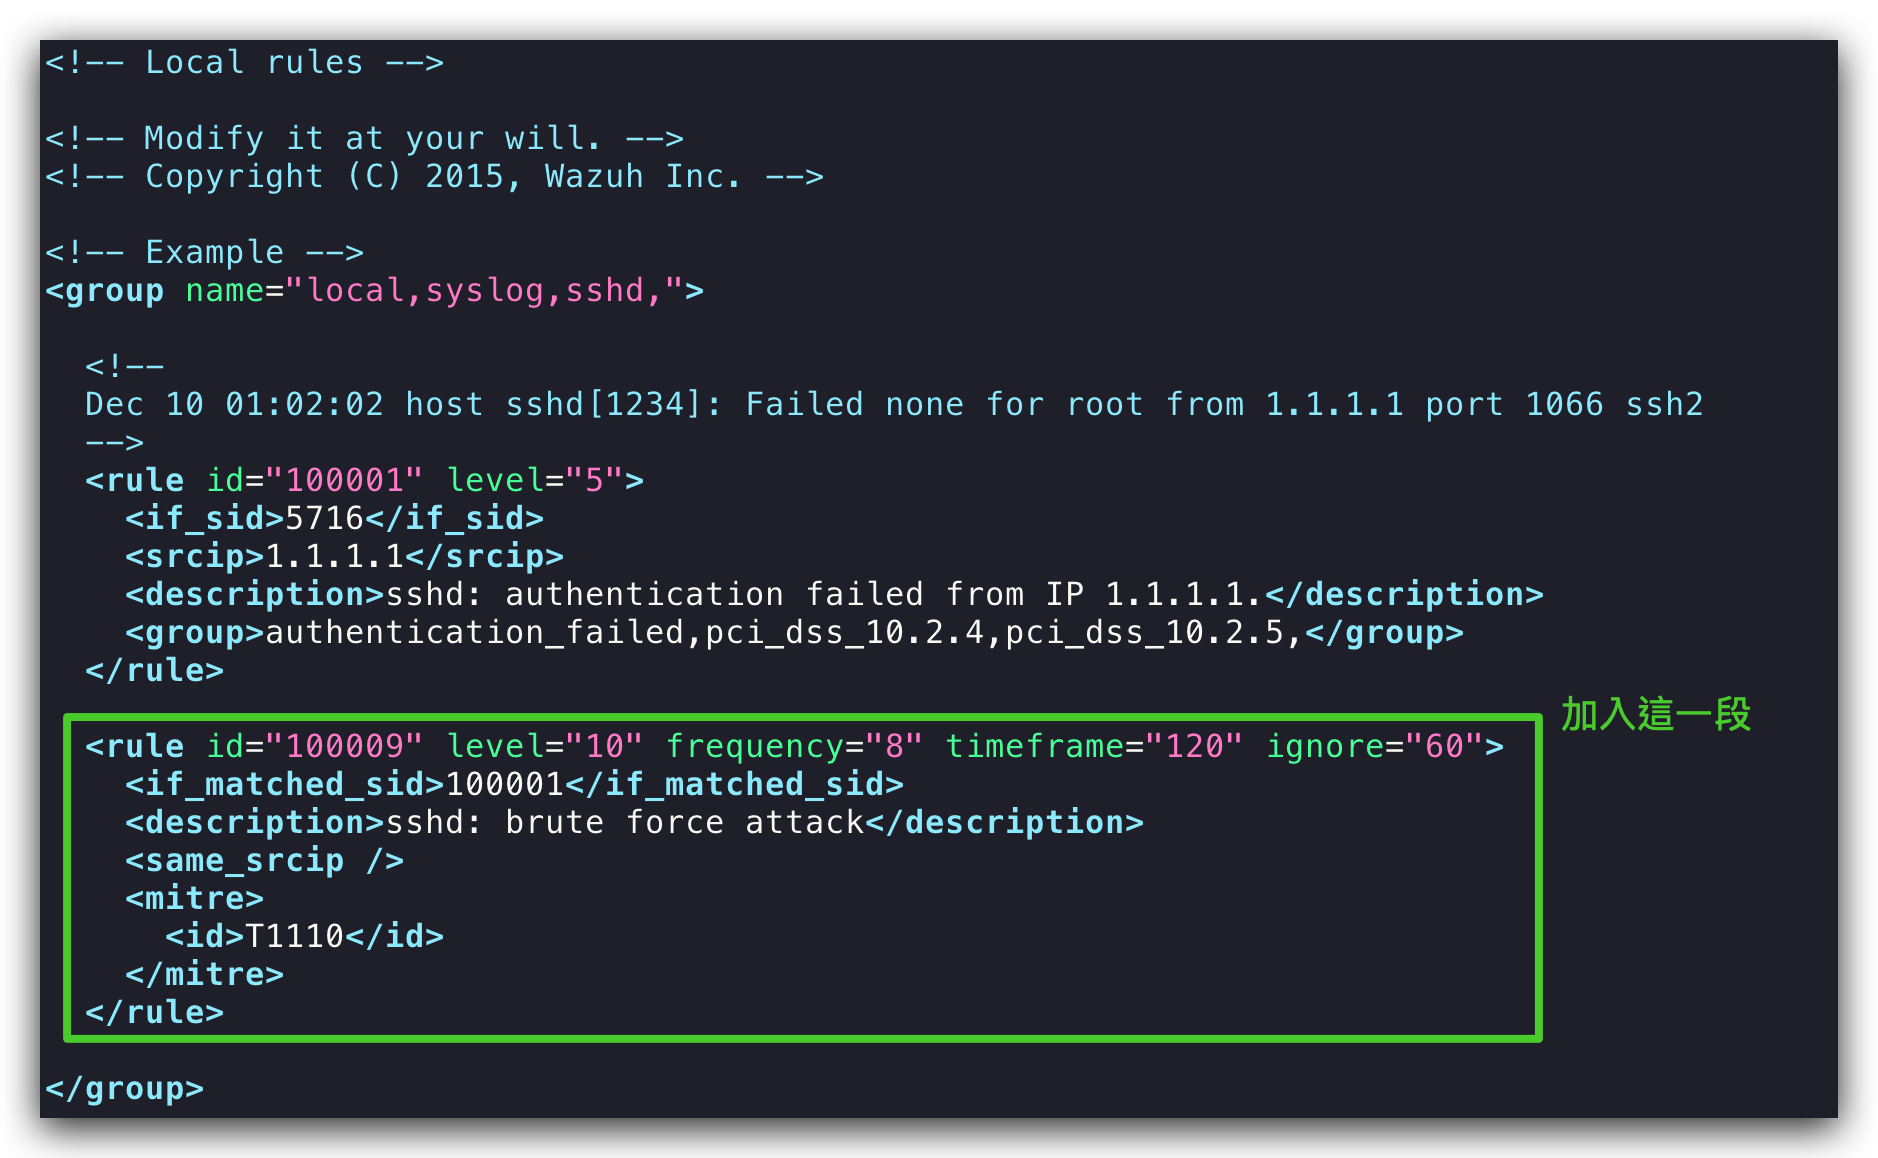 <!-- Local rules -->
<!-- Modify it at your will. -->
<!-- Copyright (C) 2015, Wazuh Inc. -->
<!-- Example -->
<group name="local,syslog,sshd,">
<!--
Dec 10 01:02:02 host sshd[1234]: Failed none for root from 1.1.1.1 port 1066 ssh2
-->
<rule id="100001" level="5">
<if_sid>5716</if_sid>
<srcip>1.1.1.1</srcip>
<description>sshd: authentication failed from IP 1.1.1.1.</description>
<group>authentication_failed,pci_dss_10.2.4,pci_dss_10.2.5,</group>
</rule>
加入這一段
<rule id="100009" level="10" frequency="8" timeframe="120" ignore="60">
<if_matched_sid>100001</if_matched_sid>
<description>sshd: brute force attack</description>
<same_srcip />
<mitre>
<id>T1110</id>
</mitre>
</rule>
</group>